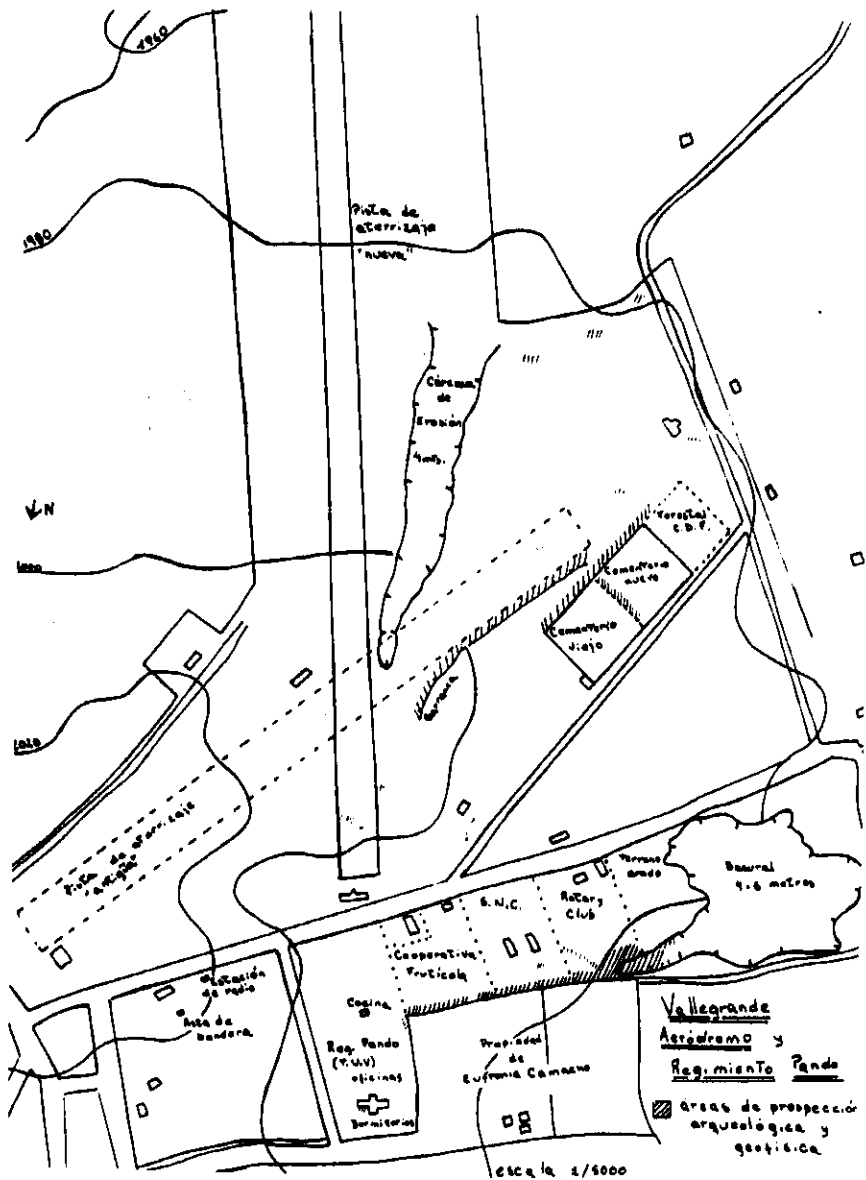 1960
1980
Pista de
aterrizaje
"nueva"
Cárcava
de
Erosión
4 mts.
N
Forestal
C.D.F.
Cementerio
nuevo
Cementerio
viejo
Barranca
Pista de aterrizaje
"antigua"
Terreno
arado
Basural
4-6 metros
Rotary
Club
S.N.C.
Cooperativa
Frutícola
Estación
de radio
Asta de
bandera
Cocina
Reg. Pando
(T.U.V)
oficinas
Dormitorios
Propiedad
de
Eufronia Camacho
Vallegrande
Aeródromo y
Regimiento Pando
áreas de prospección
arqueológica y
geofísica
escala 1/5000